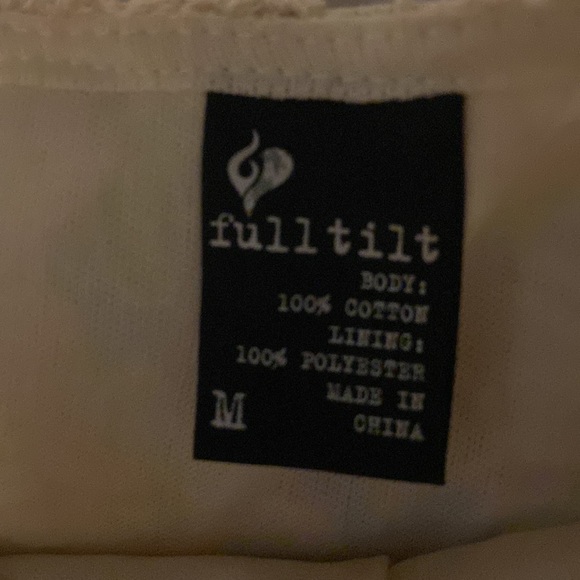 fulltilt
BODY:
100% COTTON
LINING:
100% POLYESTER
MADE IN
M CHINA